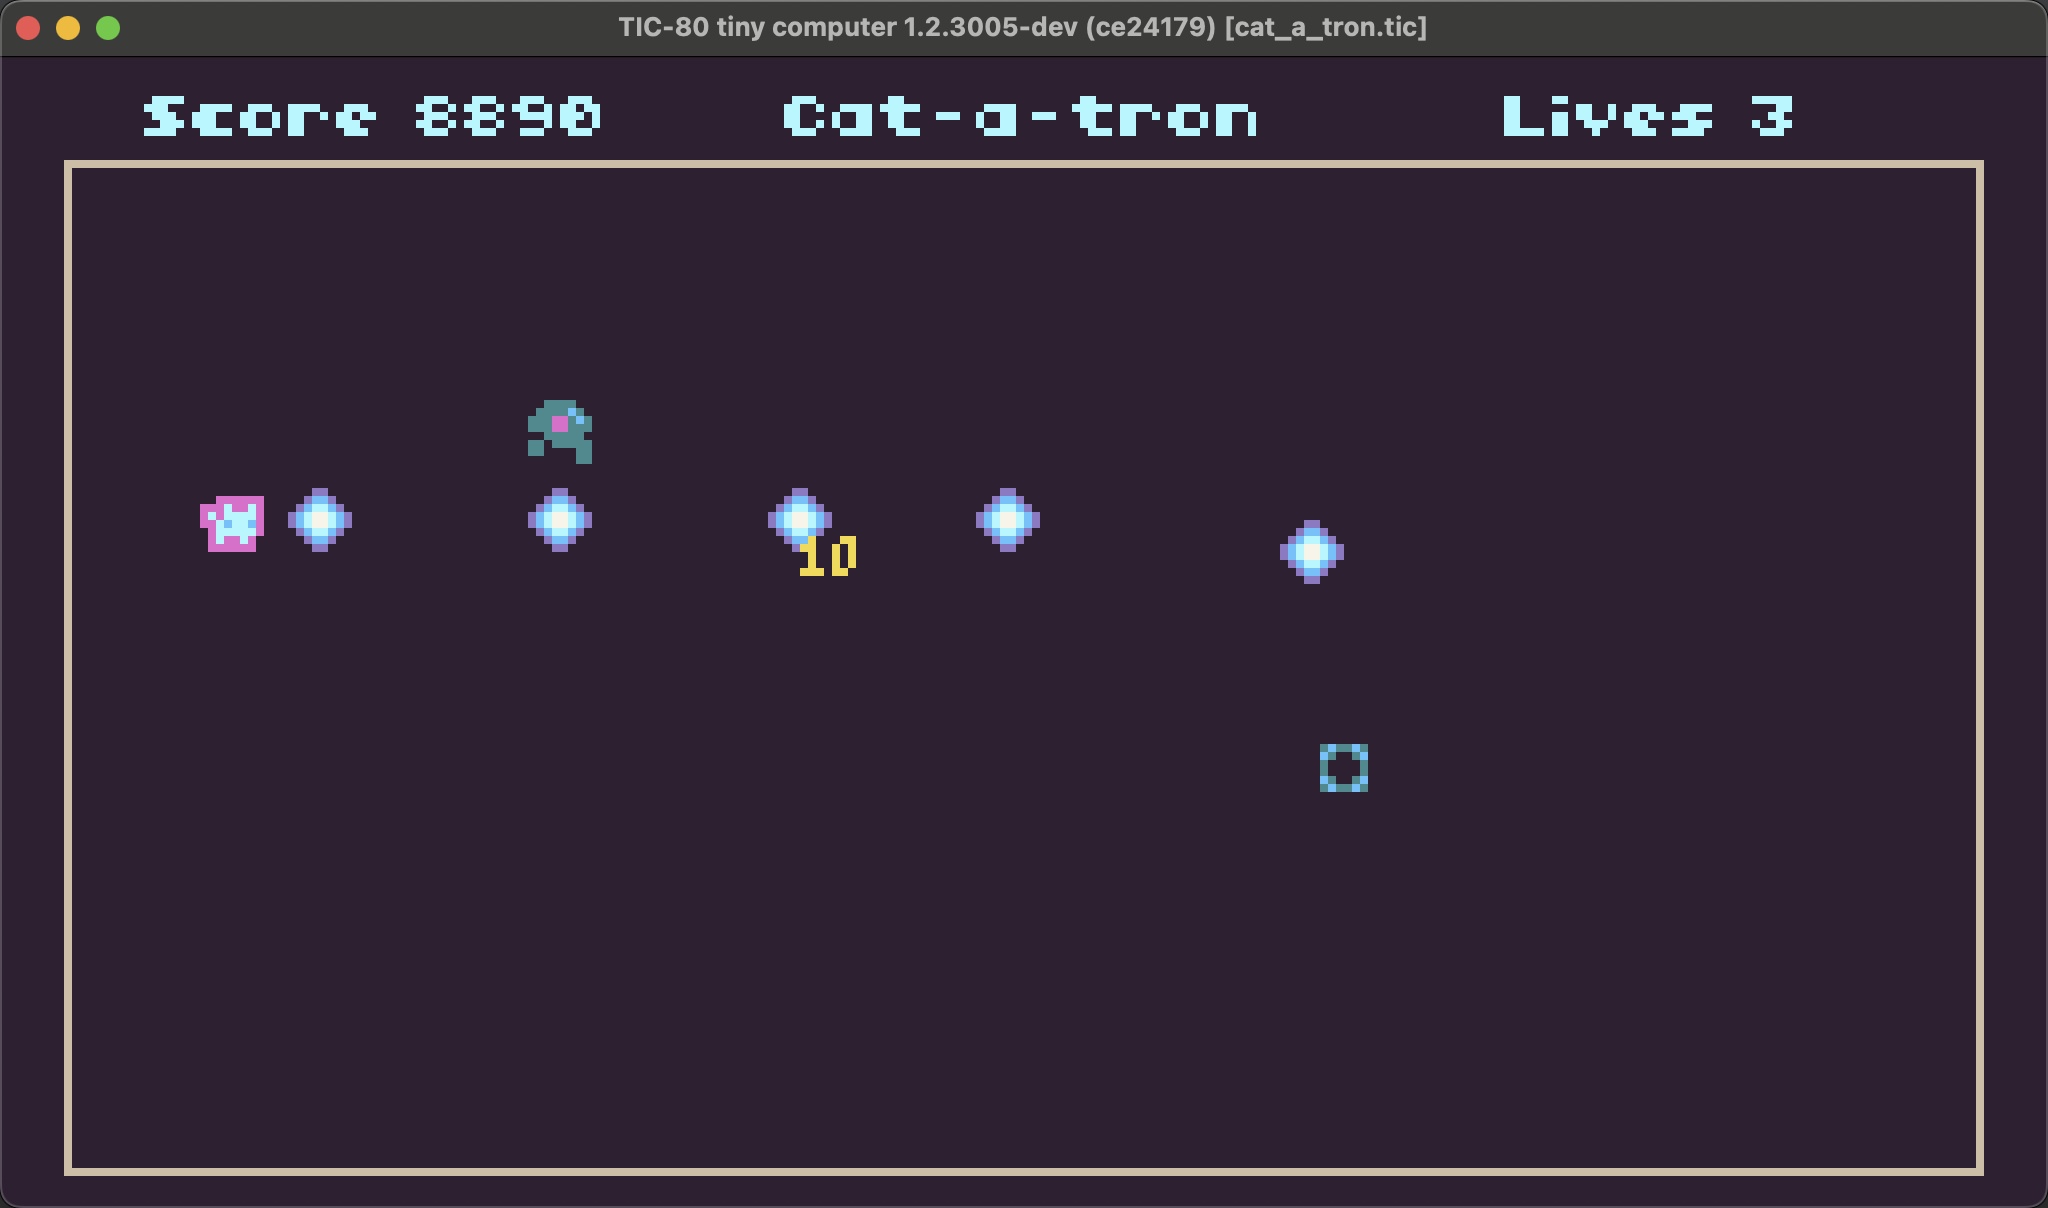 TIC-80 tiny computer 1.2.3005-dev (ce24179) [cat_a_tron.tic]
Score 8890 Cat-a-tron Lives 3
10